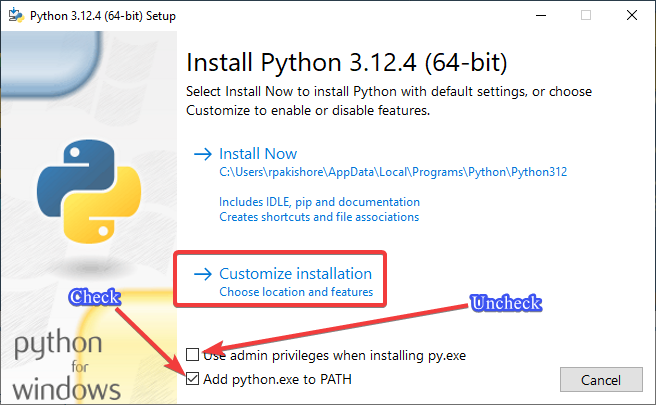 Python 3.12.4 (64-bit) Setup
Install Python 3.12.4 (64-bit)
Select Install Now to install Python with default settings, or choose
Customize to enable or disable features.
Install Now
C:\Users\rpakishore\AppData\Local\Programs\Python\Python312
Includes IDLE, pip and documentation
Creates shortcuts and file associations
Customize installation
Choose location and features
Check
Uncheck
Use admin privileges when installing py.exe
Add python.exe to PATH
python
for
windows
Cancel